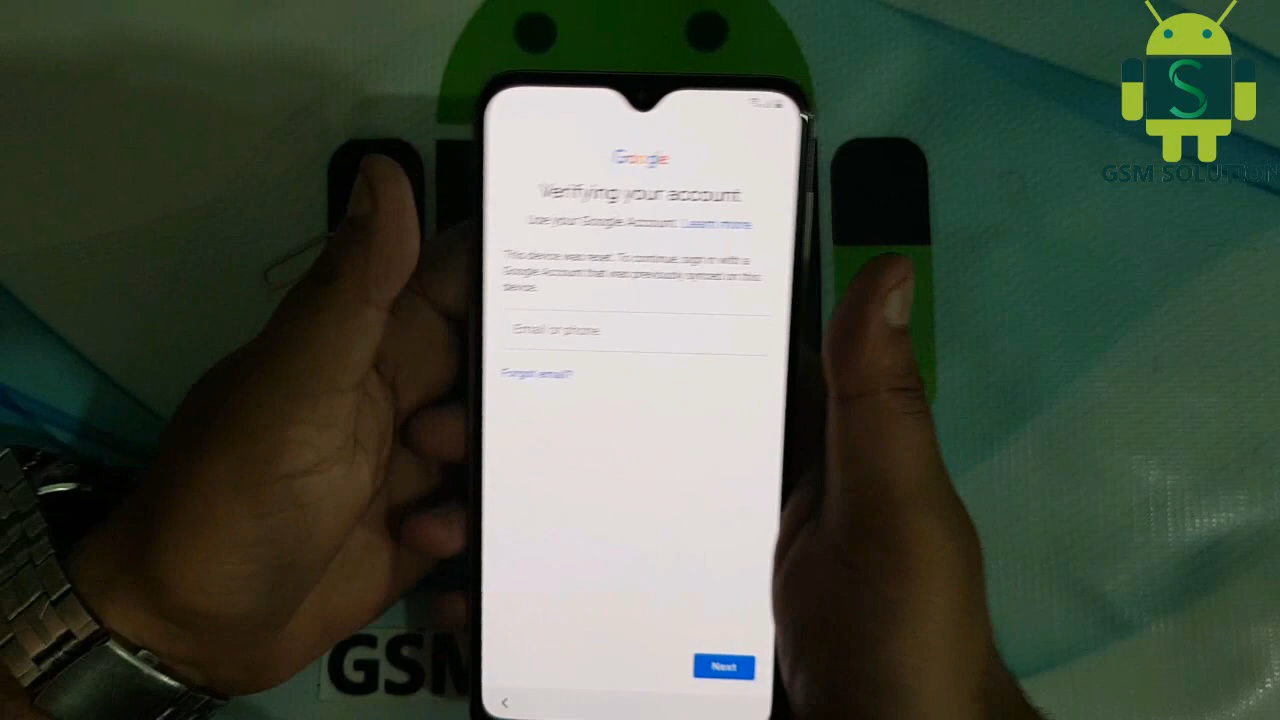 GSM SOLUTION
Google
Verifying your account
Use your Google Account. Learn more
This device was reset. To continue, sign in with a
Google Account that was previously synced on this
device.
Email or phone
Forgot email?
Next
GSM